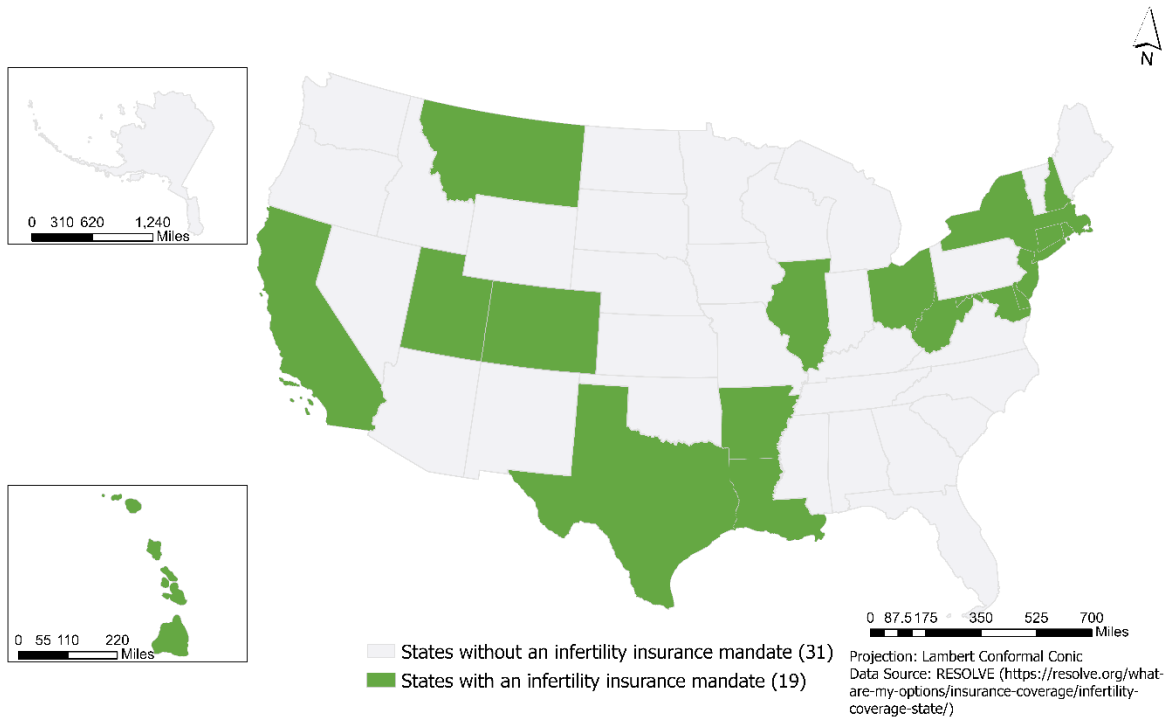 N
0 310 620 1,240
Miles
0 55 110 220
Miles
0 87.5 175 350 525 700
Miles
States without an infertility insurance mandate (31)
States with an infertility insurance mandate (19)
Projection: Lambert Conformal Conic
Data Source: RESOLVE (https://resolve.org/what-
are-my-options/insurance-coverage/infertility-
coverage-state/)